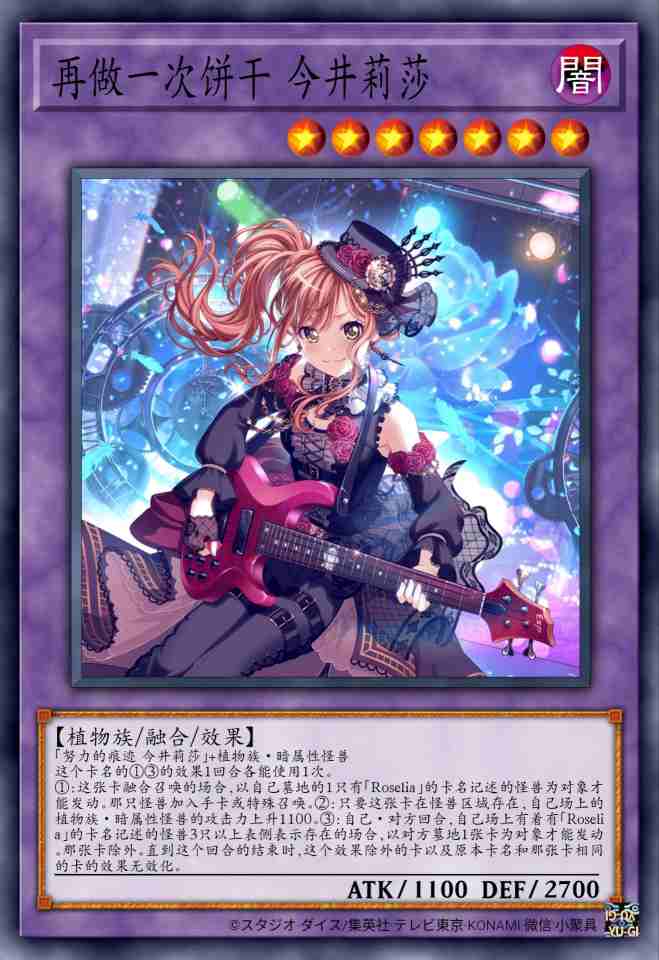 再做一次饼干 今井莉莎
闇
【植物族/融合/效果】
「努力的痕迹 今井莉莎」+植物族·暗属性怪兽
这个卡名的①③的效果1回合各能使用1次。
①:这张卡融合召唤的场合,以自己墓地的1只有「Roselia」的卡名记述的怪兽为对象才
能发动。那只怪兽加入手卡或特殊召唤。②:只要这张卡在怪兽区域存在,自己场上的
植物族·暗属性怪兽的攻击力上升1100。③:自己·对方回合,自己场上有着有「Roseli
a」的卡名记述的怪兽3只以上表侧表示存在的场合,以对方墓地1张卡为对象才能发动
。那张卡除外。直到这个回合的结束时,这个效果除外的卡以及原本卡名和那张卡相同
的卡的效果无效化。
ATK/1100 DEF/2700
©スタジオ·ダイス/集英社·テレビ東京·KONAMI 微信:小聚具